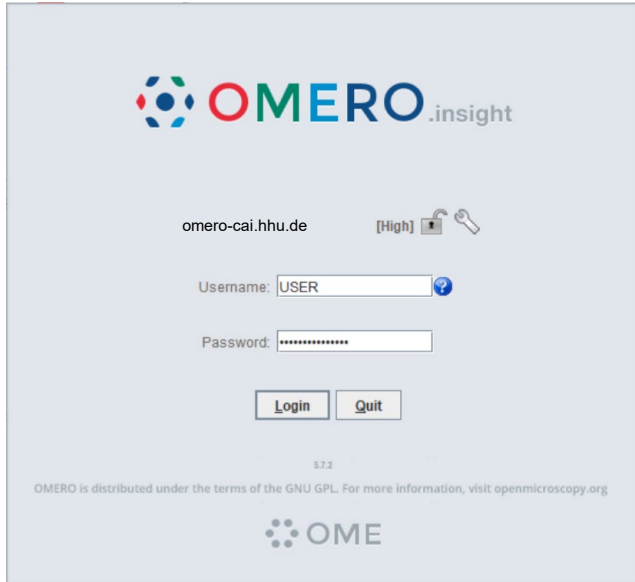 OMERO.insight
omero-cai.hhu.de [High]
Username: USER
Password: •••••••••••••••
Login Quit
5.7.2
OMERO is distributed under the terms of the GNU GPL. For more information, visit openmicroscopy.org
OME